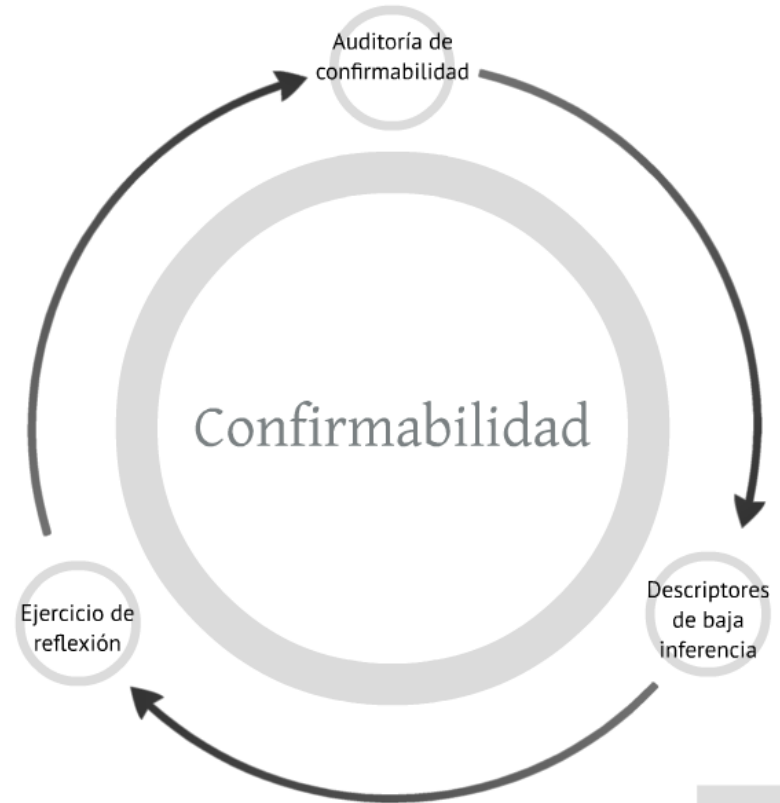 Auditoría de
confirmabilidad
Confirmabilidad
Descriptores
de baja
inferencia
Ejercicio de
reflexión